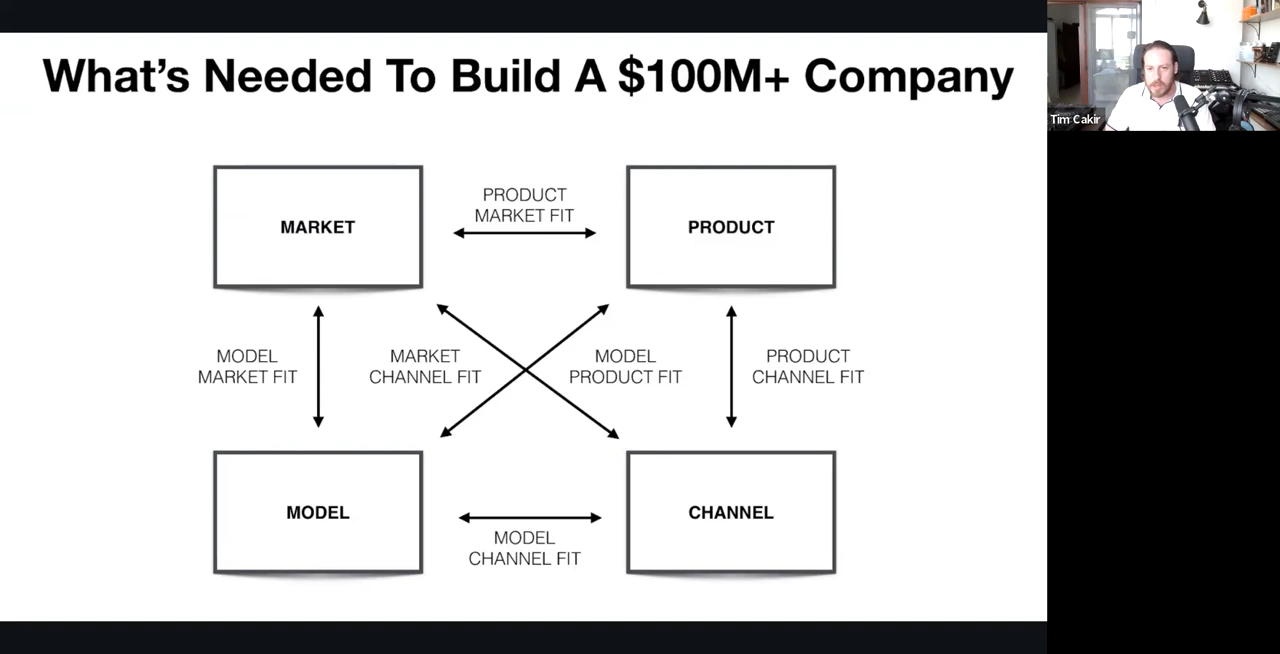 What's Needed To Build A $100M+ Company
Tim Cakir
PRODUCT
MARKET FIT
MARKET
PRODUCT
MODEL
MARKET FIT
MARKET
CHANNEL FIT
MODEL
PRODUCT FIT
PRODUCT
CHANNEL FIT
MODEL
CHANNEL
MODEL
CHANNEL FIT